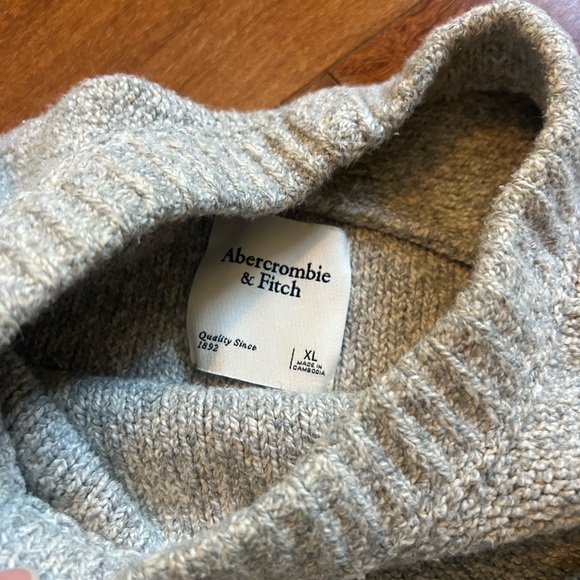 Abercrombie
& Fitch
Quality Since
1892
XL
MADE IN
CAMBODIA